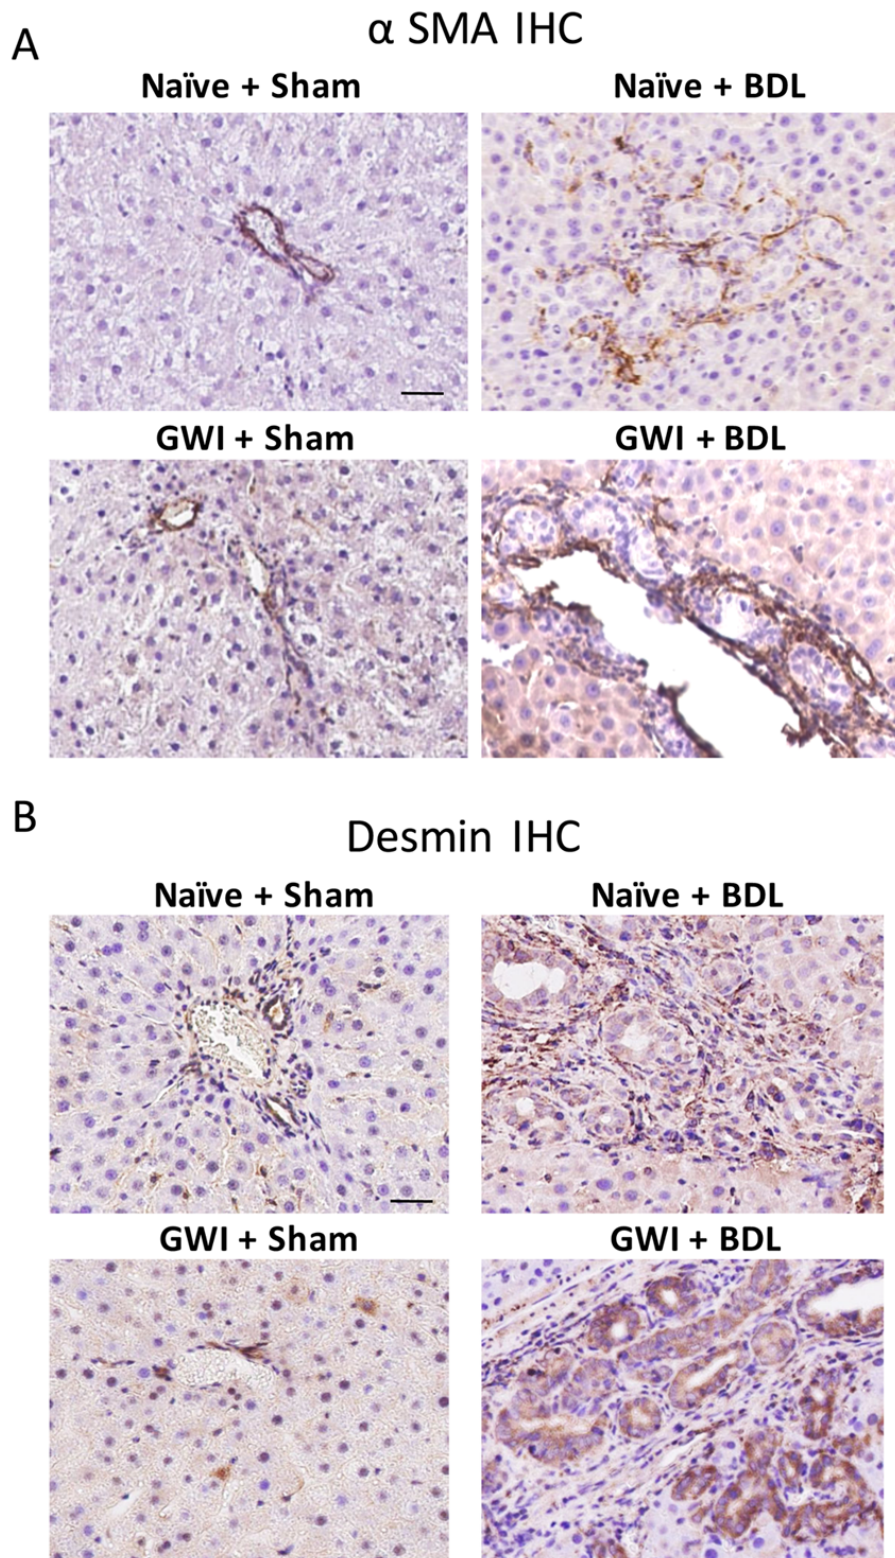 A
α SMA IHC
Naïve + Sham
Naïve + BDL
GWI + Sham
GWI + BDL
B
Desmin IHC
Naïve + Sham
Naïve + BDL
GWI + Sham
GWI + BDL